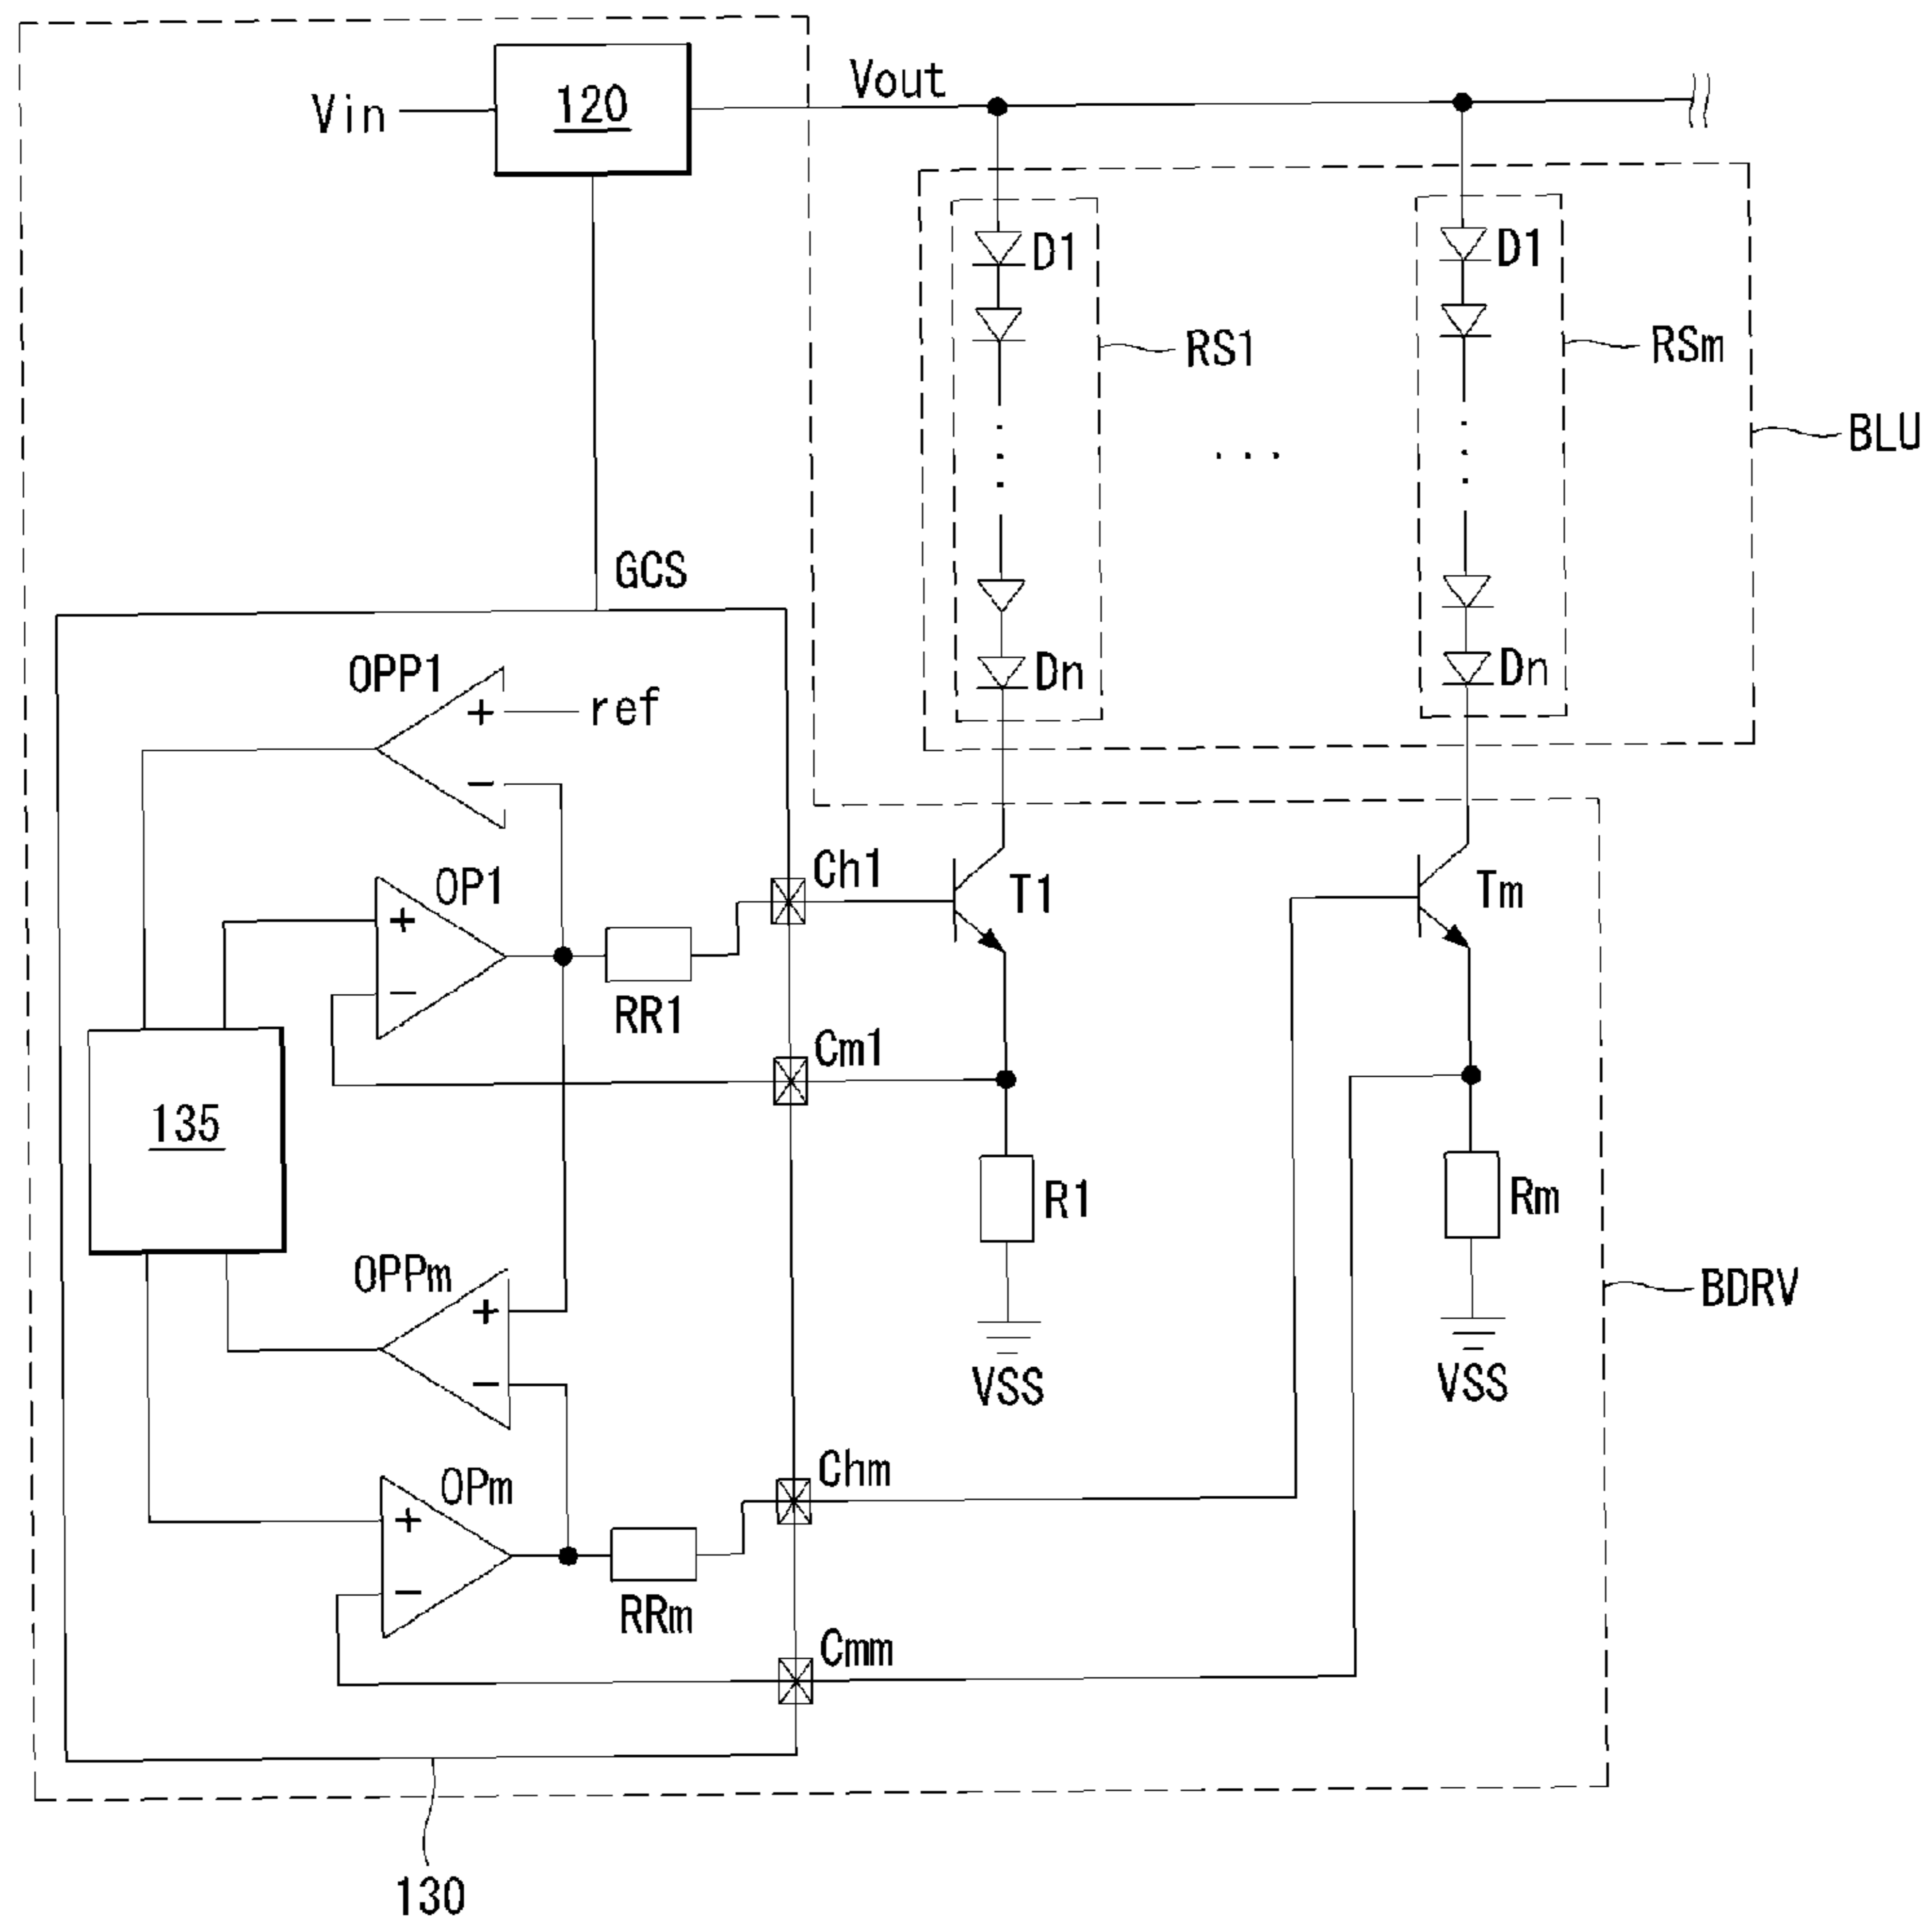 Vin
120
Vout
D1
D1
RS1
RSm
BLU
GCS
Dn
Dn
OPP1
+
ref
−
OP1
+
−
RR1
Ch1
T1
Tm
Cm1
135
R1
Rm
OPPm
+
−
VSS
VSS
BDRV
OPm
+
−
RRm
Chm
Cmm
130